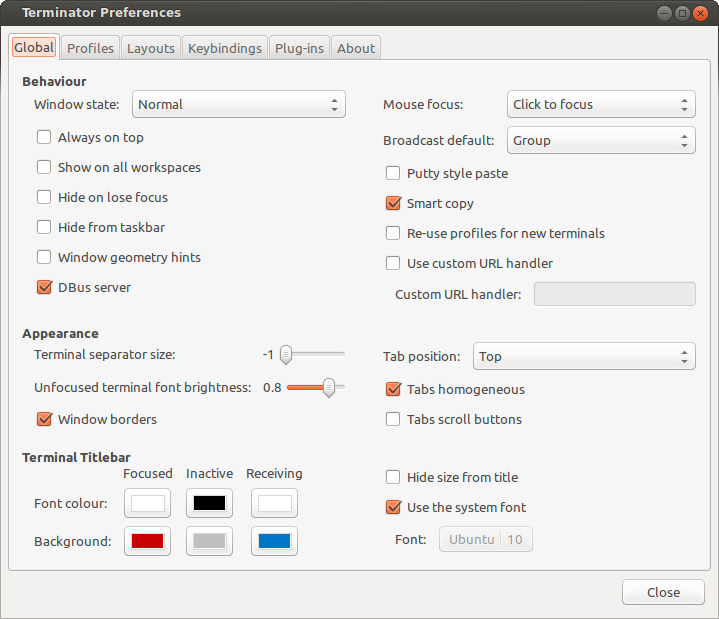 Terminator Preferences
Global Profiles Layouts Keybindings Plug-ins About
Behaviour
Window state: Normal
Always on top
Show on all workspaces
Hide on lose focus
Hide from taskbar
Window geometry hints
DBus server
Mouse focus: Click to focus
Broadcast default: Group
Putty style paste
Smart copy
Re-use profiles for new terminals
Use custom URL handler
Custom URL handler:
Appearance
Terminal separator size: -1
Unfocused terminal font brightness: 0.8
Window borders
Tab position: Top
Tabs homogeneous
Tabs scroll buttons
Terminal Titlebar
Focused Inactive Receiving
Font colour:
Background:
Hide size from title
Use the system font
Font: Ubuntu 10
Close